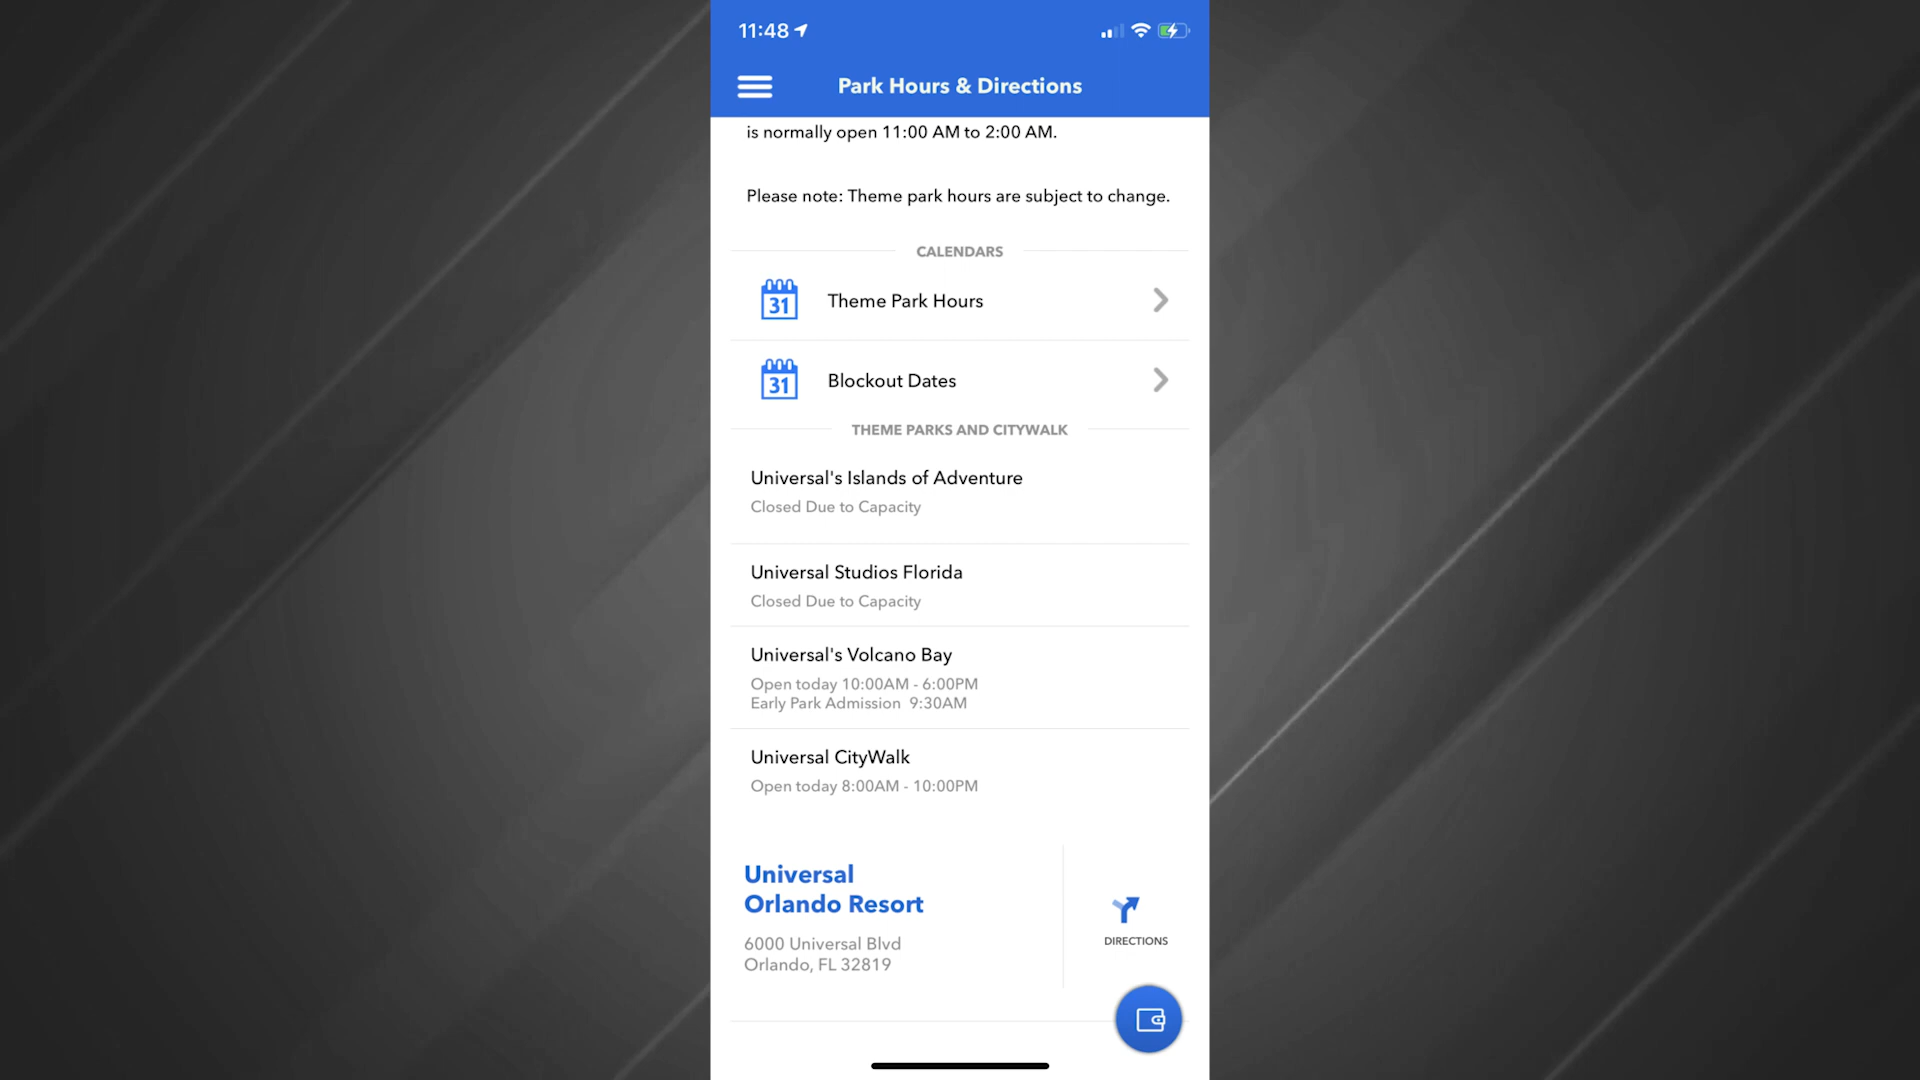 11:48
Park Hours & Directions
is normally open 11:00 AM to 2:00 AM.
Please note: Theme park hours are subject to change.
CALENDARS
31
Theme Park Hours
31
Blockout Dates
THEME PARKS AND CITYWALK
Universal's Islands of Adventure
Closed Due to Capacity
Universal Studios Florida
Closed Due to Capacity
Universal's Volcano Bay
Open today 10:00AM - 6:00PM
Early Park Admission 9:30AM
Universal CityWalk
Open today 8:00AM - 10:00PM
Universal
Orlando Resort
6000 Universal Blvd
Orlando, FL 32819
DIRECTIONS